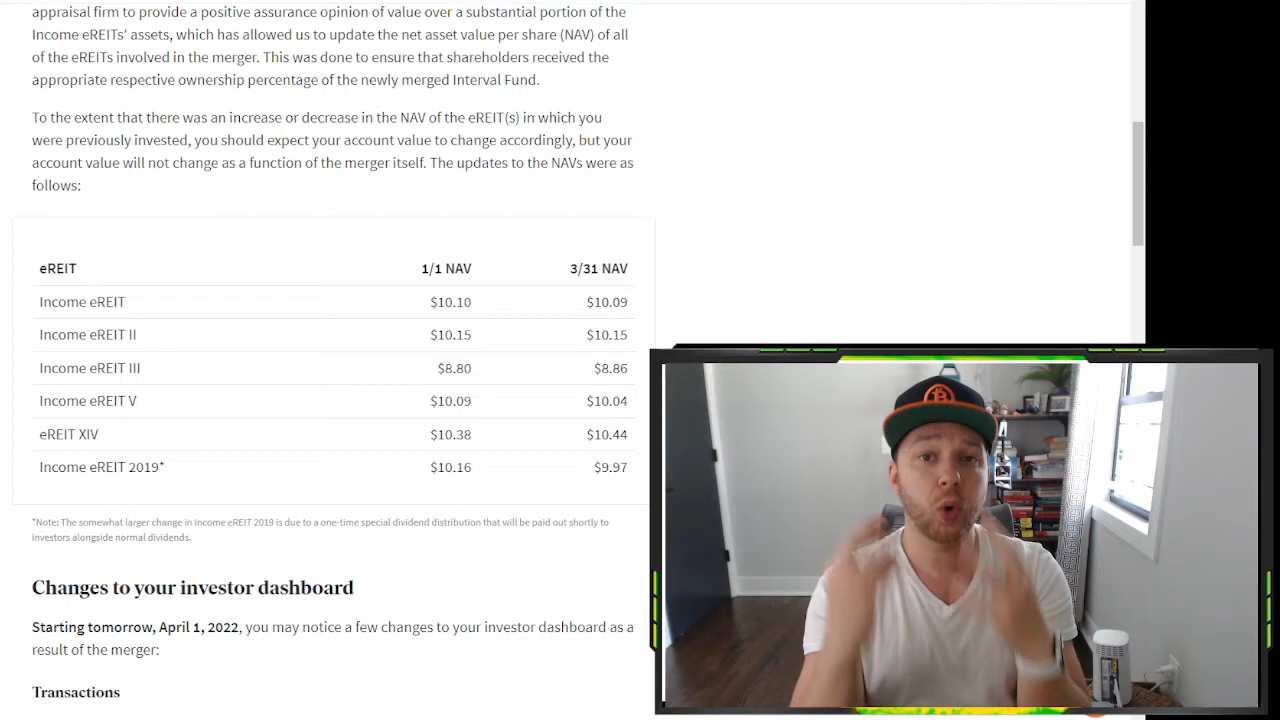 appraisal firm to provide a positive assurance opinion of value over a substantial portion of the
Income eREITs' assets, which has allowed us to update the net asset value per share (NAV) of all
of the eREITs involved in the merger. This was done to ensure that shareholders received the
appropriate respective ownership percentage of the newly merged Interval Fund.
To the extent that there was an increase or decrease in the NAV of the eREIT(s) in which you
were previously invested, you should expect your account value to change accordingly, but your
account value will not change as a function of the merger itself. The updates to the NAVs were as
follows:
eREIT 1/1 NAV 3/31 NAV
Income eREIT $10.10 $10.09
Income eREIT II $10.15 $10.15
Income eREIT III $8.80 $8.86
Income eREIT V $10.09 $10.04
eREIT XIV $10.38 $10.44
Income eREIT 2019* $10.16 $9.97
*Note: The somewhat larger change in Income eREIT 2019 is due to a one-time special dividend distribution that will be paid out shortly to
investors alongside normal dividends.
Changes to your investor dashboard
Starting tomorrow, April 1, 2022, you may notice a few changes to your investor dashboard as a
result of the merger:
Transactions